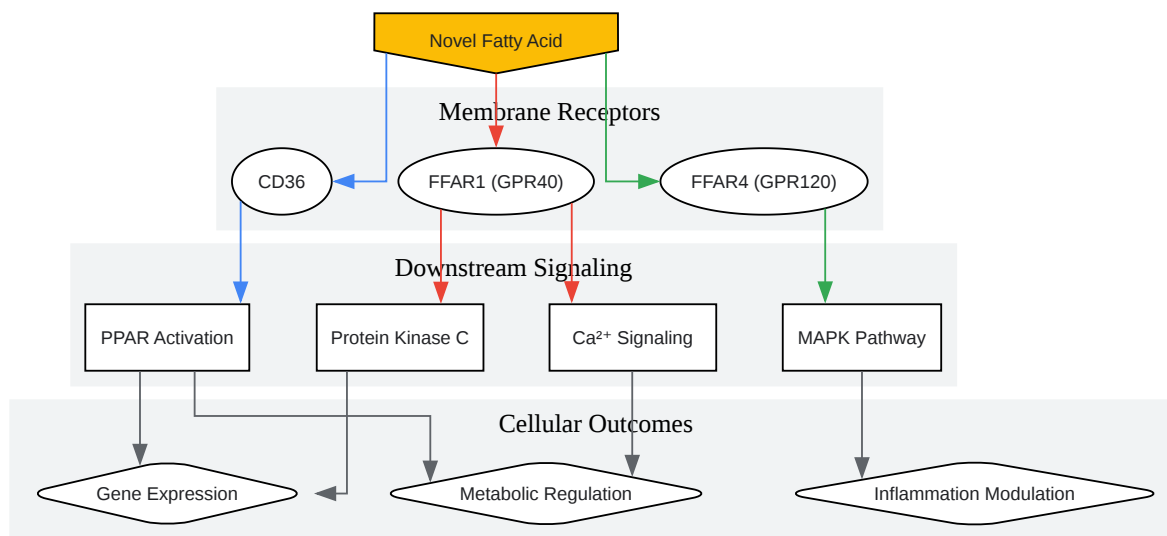 Novel Fatty Acid
Membrane Receptors
CD36
FFAR1 (GPR40)
FFAR4 (GPR120)
Downstream Signaling
PPAR Activation
Protein Kinase C
Ca²⁺ Signaling
MAPK Pathway
Cellular Outcomes
Gene Expression
Metabolic Regulation
Inflammation Modulation